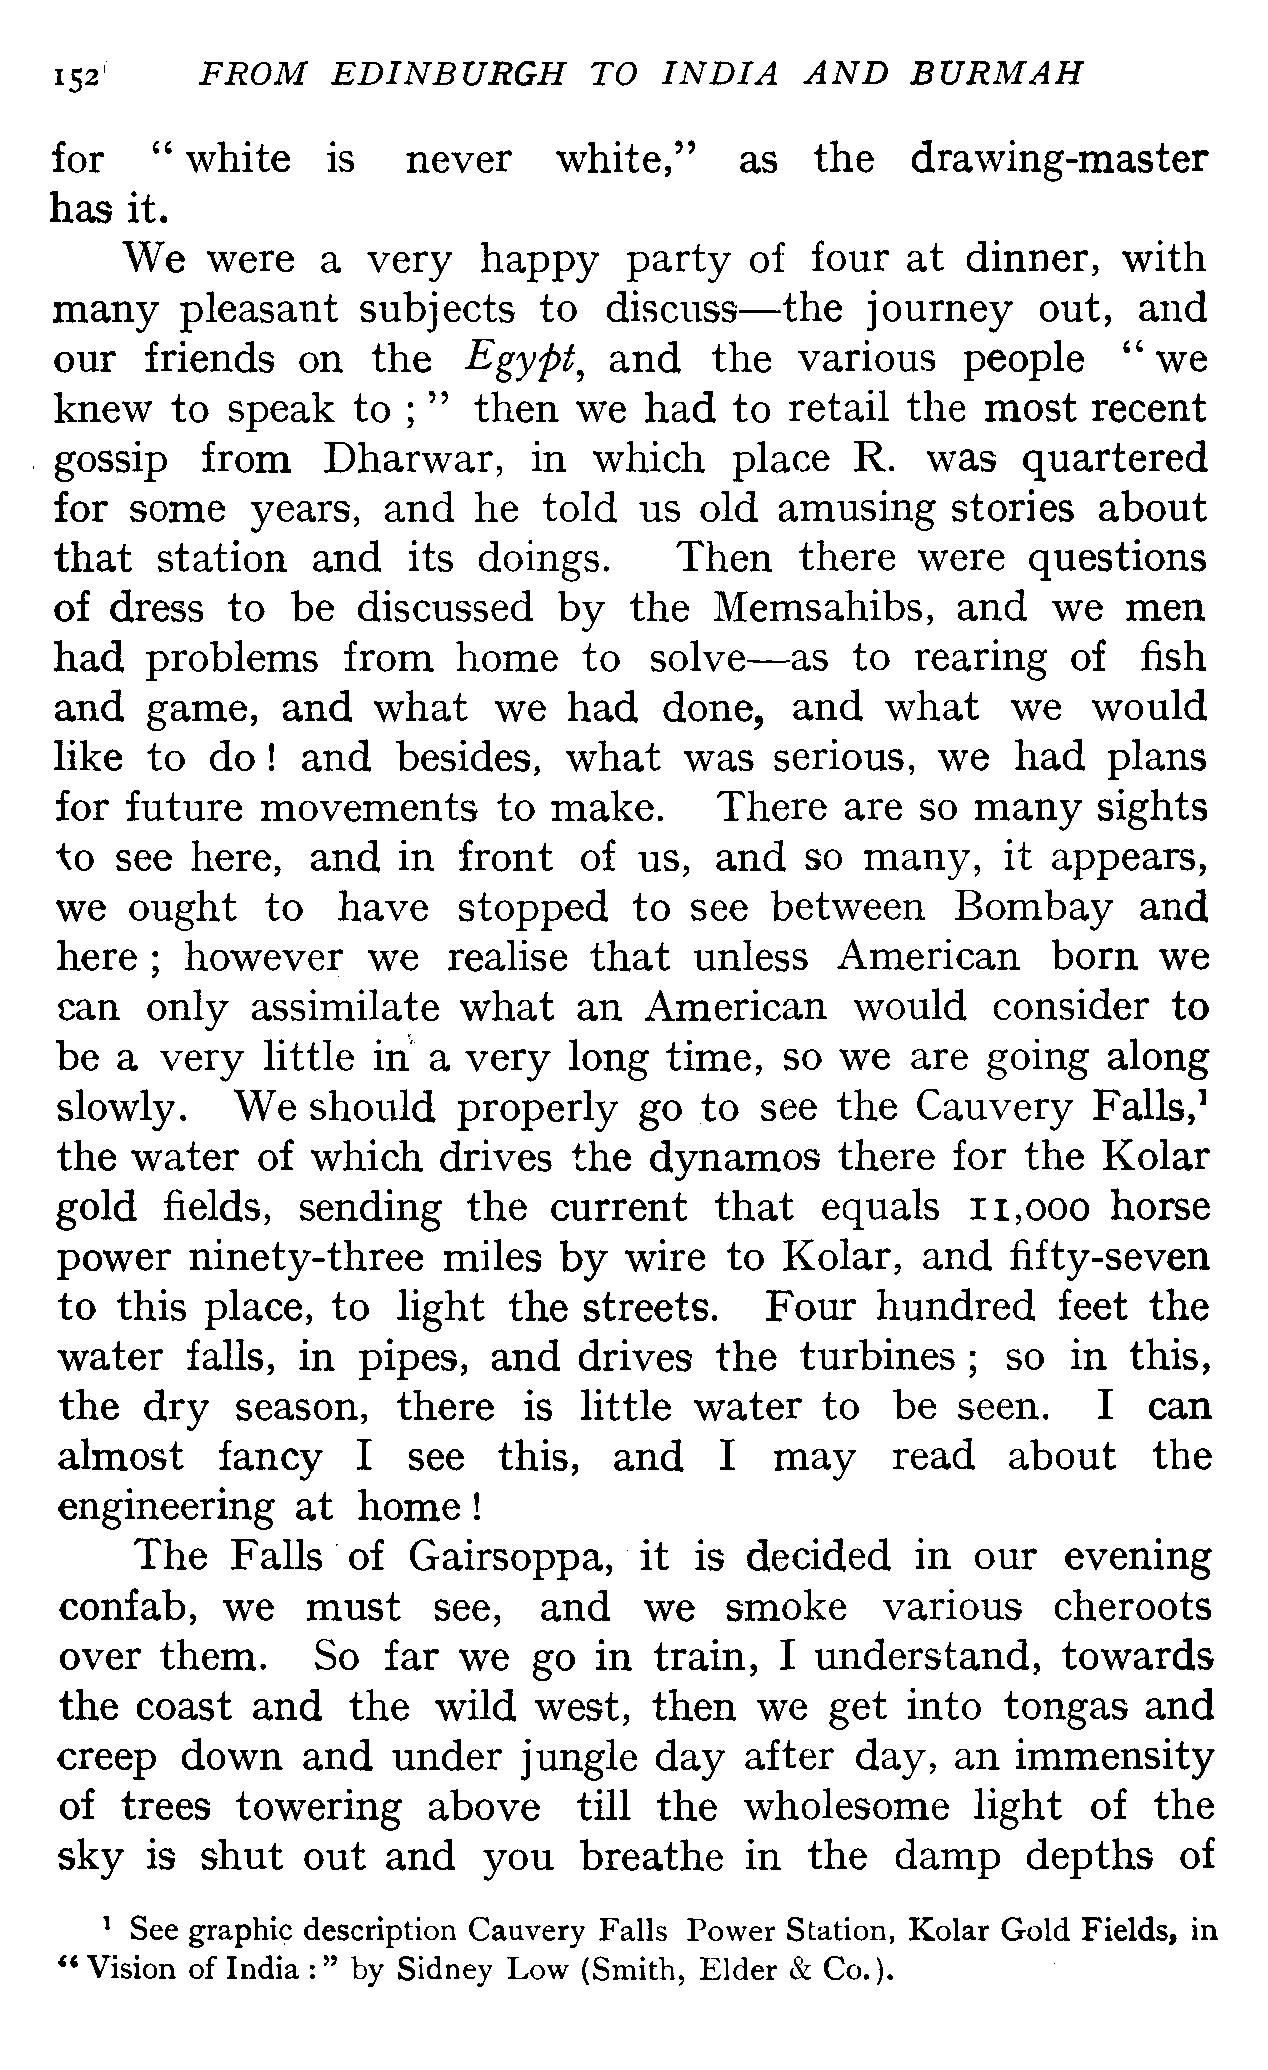 152 FROM EDINBURGH TO INDIA AND BURMAH
for " white is never white," as the drawing-master
has it.
We were a very happy party of four at dinner, with
many pleasant subjects to discuss—the journey out, and
our friends on the Egypt, and the various people " we
knew to speak to ; " then we had to retail the most recent
gossip from Dharwar, in which place R. was quartered
for some years, and he told us old amusing stories about
that station and its doings. Then there were questions
of dress to be discussed by the Memsahibs, and we men
had problems from home to solve—as to rearing of fish
and game, and what we had done, and what we would
like to do ! and besides, what was serious, we had plans
for future movements to make. There are so many sights
to see here, and in front of us, and so many, it appears,
we ought to have stopped to see between Bombay and
here ; however we realise that unless American born we
can only assimilate what an American would consider to
be a very little in a very long time, so we are going along
slowly. We should properly go to see the Cauvery Falls,¹
the water of which drives the dynamos there for the Kolar
gold fields, sending the current that equals 11,000 horse
power ninety-three miles by wire to Kolar, and fifty-seven
to this place, to light the streets. Four hundred feet the
water falls, in pipes, and drives the turbines ; so in this,
the dry season, there is little water to be seen. I can
almost fancy I see this, and I may read about the
engineering at home !
The Falls of Gairsoppa, it is decided in our evening
confab, we must see, and we smoke various cheroots
over them. So far we go in train, I understand, towards
the coast and the wild west, then we get into tongas and
creep down and under jungle day after day, an immensity
of trees towering above till the wholesome light of the
sky is shut out and you breathe in the damp depths of
¹ See graphic description Cauvery Falls Power Station, Kolar Gold Fields, in
" Vision of India : " by Sidney Low (Smith, Elder & Co.).